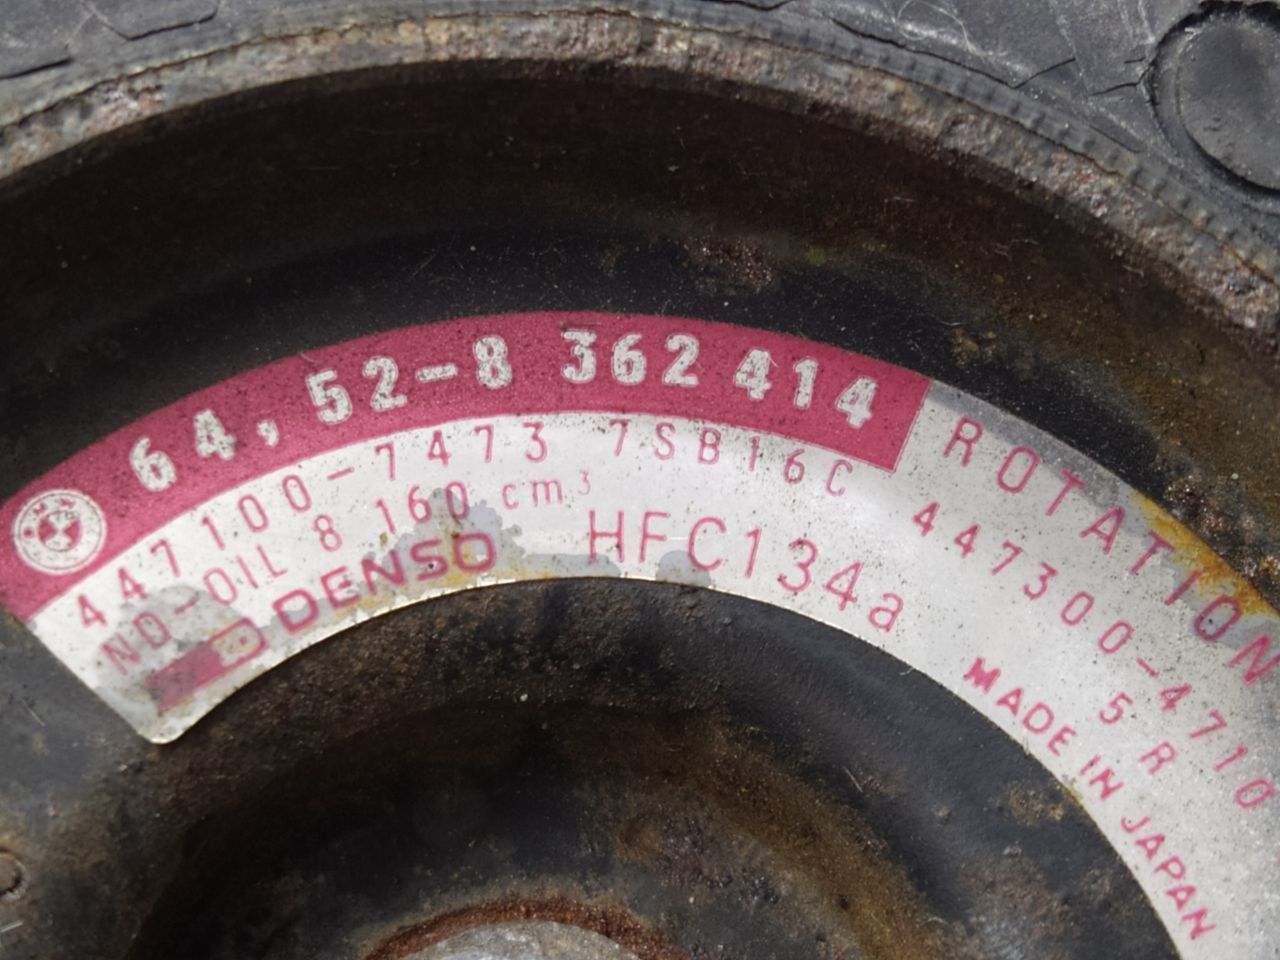 64,52-8 362 414
447100-7473 7SB16C
ND-OIL 8 160 cm³
DENSO
HFC134a
ROTATION
447300-4710
5 R
MADE IN JAPAN